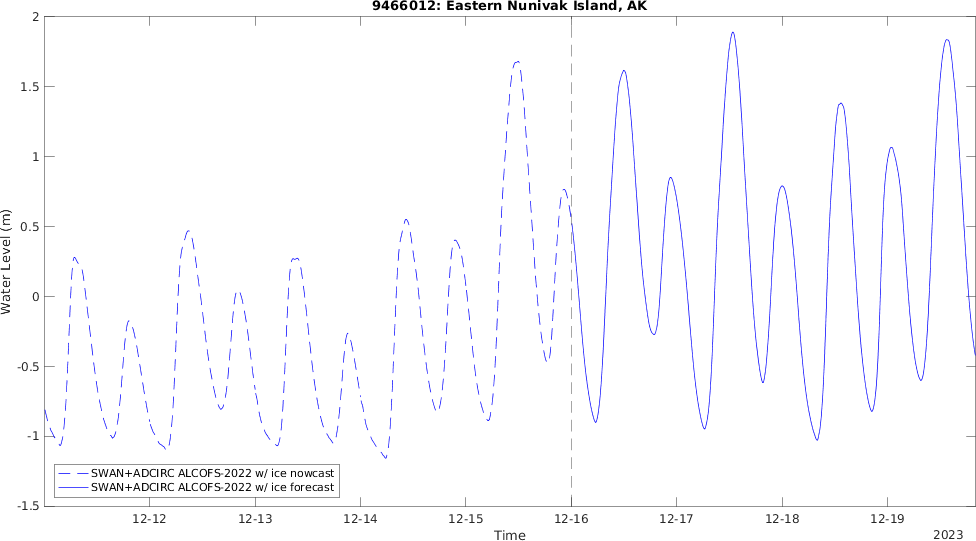 9466012: Eastern Nunivak Island, AK
2
1.5
1
0.5
0
-0.5
-1
-1.5
Water Level (m)
SWAN+ADCIRC ALCOFS-2022 w/ ice nowcast
SWAN+ADCIRC ALCOFS-2022 w/ ice forecast
12-12 12-13 12-14 12-15 12-16 12-17 12-18 12-19
Time
2023